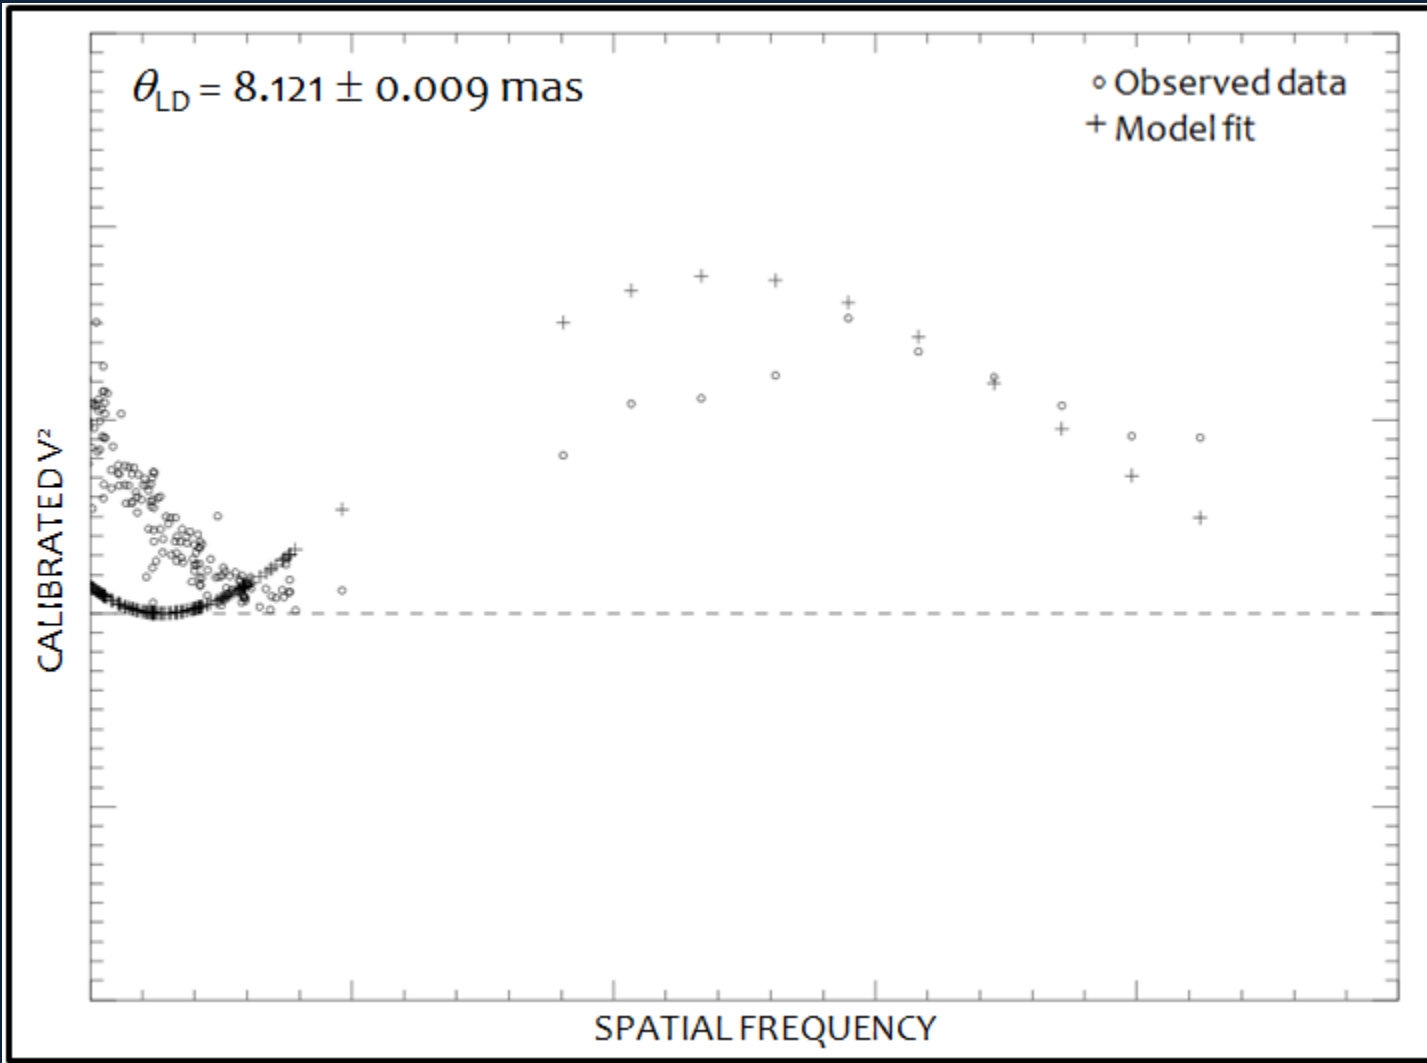 θLD = 8.121 ± 0.009 mas
○ Observed data
+ Model fit
CALIBRATED V²
SPATIAL FREQUENCY